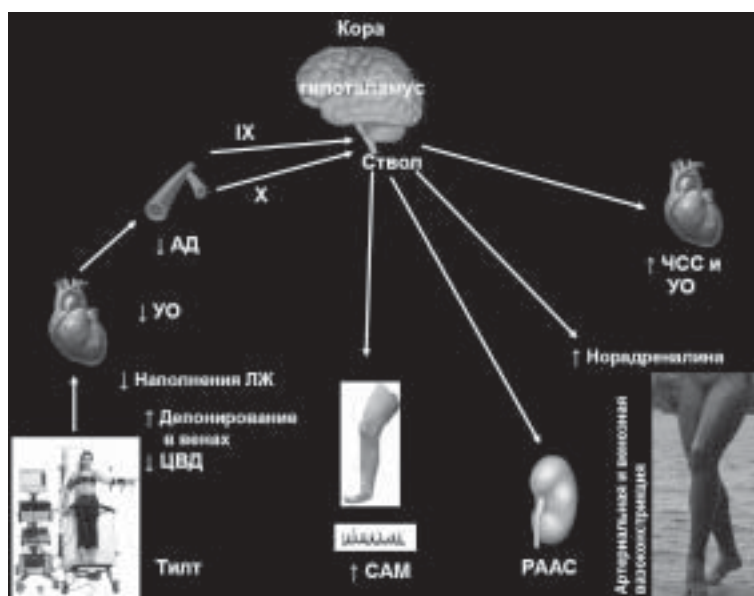 Кора
гипоталамус
IX
Ствол
X
↓ АД
↑ ЧСС и
УО
↓ УО
↑ Норадреналина
↓ Наполнения ЛЖ
↑ Депонирование
в венах
↓ ЦВД
Артериальная и венозная
вазоконстрикция
Тилт
↑ САМ
РААС